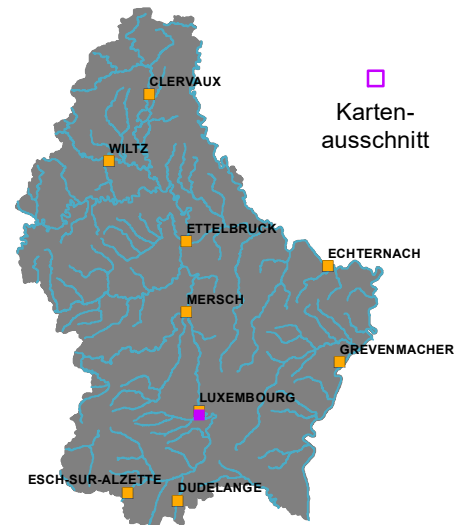 CLERVAUX
Karten-
ausschnitt
WILTZ
ETTELBRUCK
ECHTERNACH
MERSCH
GREVENMACHER
LUXEMBOURG
ESCH-SUR-ALZETTE
DUDELANGE